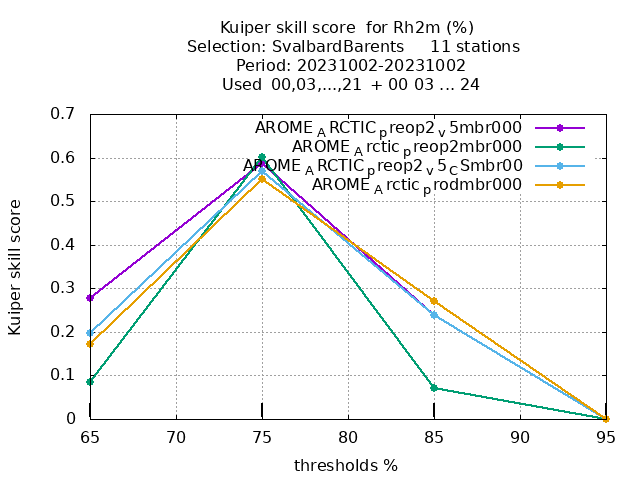 Kuiper skill score  for Rh2m (%)
Selection: SvalbardBarents     11 stations
Period: 20231002-20231002
Used  00,03,...,21  + 00 03 ... 24
AROME_ARCTIC_preop2_v5mbr000
AROME_Arctic_preop2mbr000
AROME_ARCTIC_preop2_v5_CSmbr00
AROME_Arctic_prodmbr000
Kuiper skill score
0.7
0.6
0.5
0.4
0.3
0.2
0.1
0
65 70 75 80 85 90 95
thresholds %